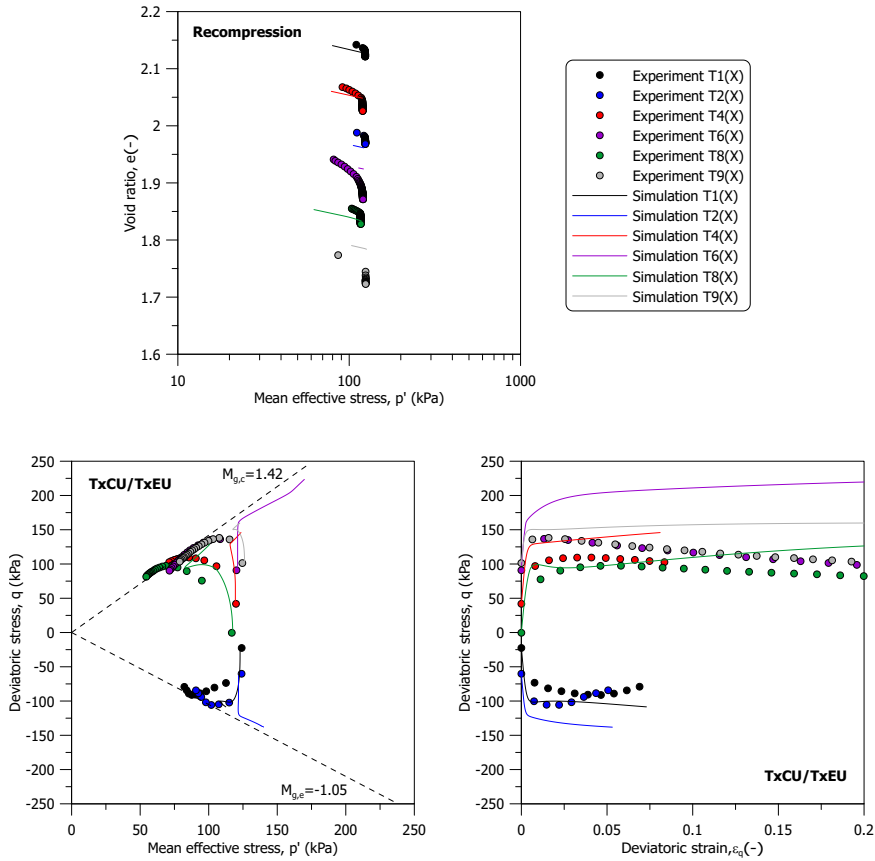 Recompression
2.2
2.1
2
1.9
1.8
1.7
1.6
Void ratio, e(-)
10
100
1000
Mean effective stress, p' (kPa)
Experiment T1(X)
Experiment T2(X)
Experiment T4(X)
Experiment T6(X)
Experiment T8(X)
Experiment T9(X)
Simulation T1(X)
Simulation T2(X)
Simulation T4(X)
Simulation T6(X)
Simulation T8(X)
Simulation T9(X)
TxCU/TxEU
Mg,c=1.42
Mg,e=-1.05
250
200
150
100
50
0
-50
-100
-150
-200
-250
Deviatoric stress, q (kPa)
0
50
100
150
200
250
Mean effective stress, p' (kPa)
250
200
150
100
50
0
-50
-100
-150
-200
-250
Deviatoric stress, q (kPa)
TxCU/TxEU
0
0.05
0.1
0.15
0.2
Deviatoric strain,εq(-)